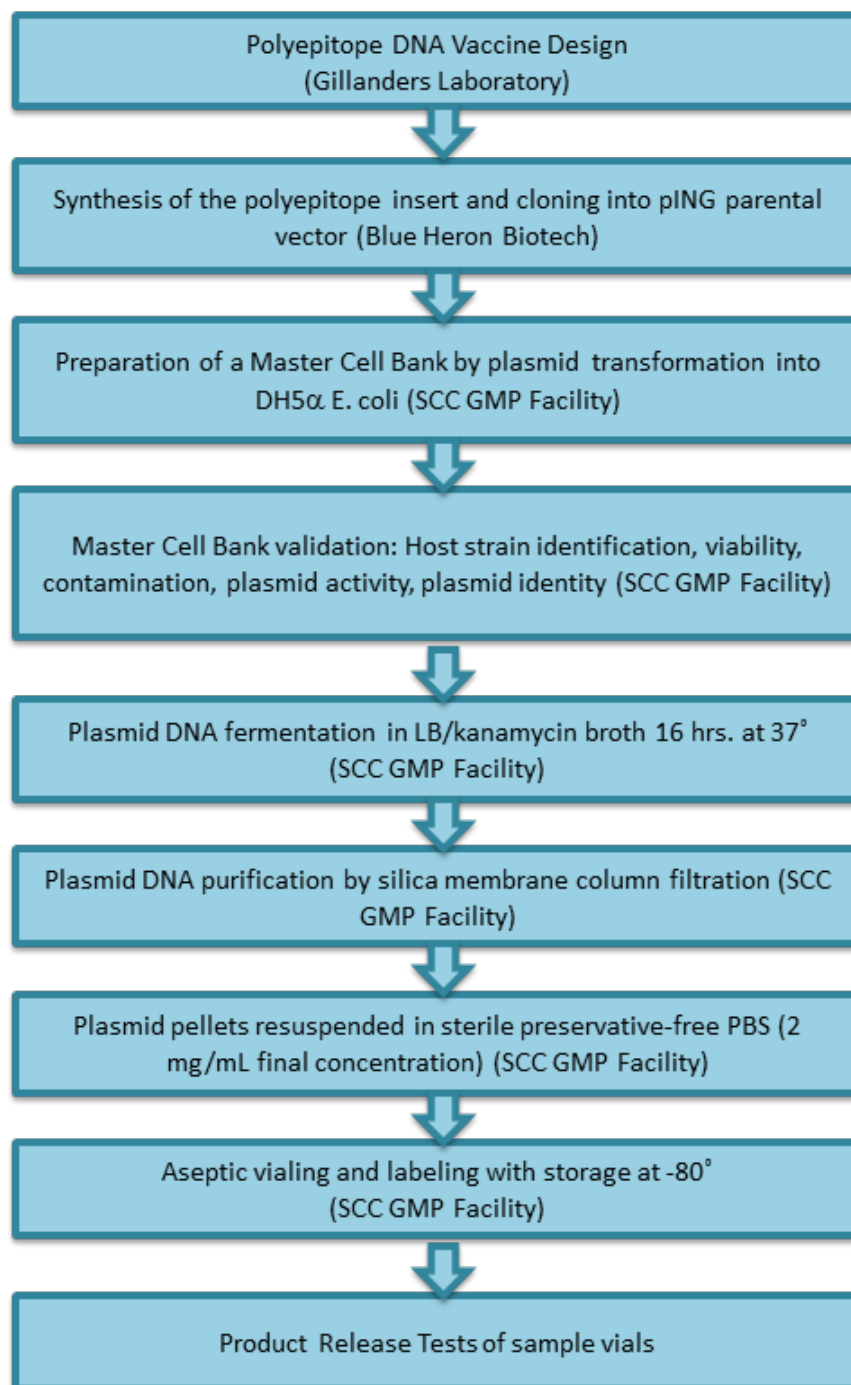 Polyepitope DNA Vaccine Design
(Gillanders Laboratory)
Synthesis of the polyepitope insert and cloning into pING parental
vector (Blue Heron Biotech)
Preparation of a Master Cell Bank by plasmid transformation into
DH5α E. coli (SCC GMP Facility)
Master Cell Bank validation: Host strain identification, viability,
contamination, plasmid activity, plasmid identity (SCC GMP Facility)
Plasmid DNA fermentation in LB/kanamycin broth 16 hrs. at 37°
(SCC GMP Facility)
Plasmid DNA purification by silica membrane column filtration (SCC
GMP Facility)
Plasmid pellets resuspended in sterile preservative-free PBS (2
mg/mL final concentration) (SCC GMP Facility)
Aseptic vialing and labeling with storage at -80°
(SCC GMP Facility)
Product Release Tests of sample vials